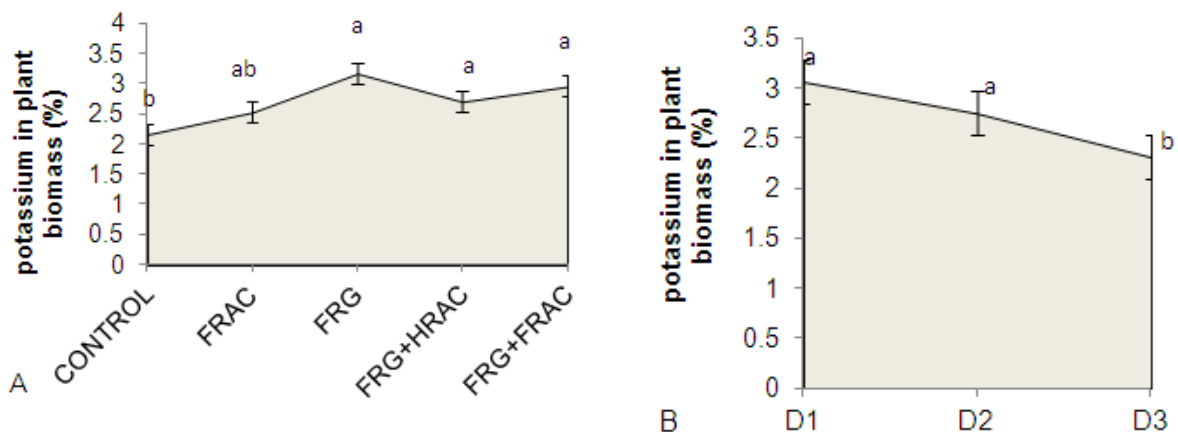 potassium in plant
biomass (%)
4
3.5
3
2.5
2
1.5
1
0.5
0
b
ab
a
a
a
CONTROL
FRAC
FRG
FRG+HRAC
FRG+FRAC
A
potassium in plant
biomass (%)
3.5
3
2.5
2
1.5
1
0.5
0
a
a
b
D1
D2
D3
B